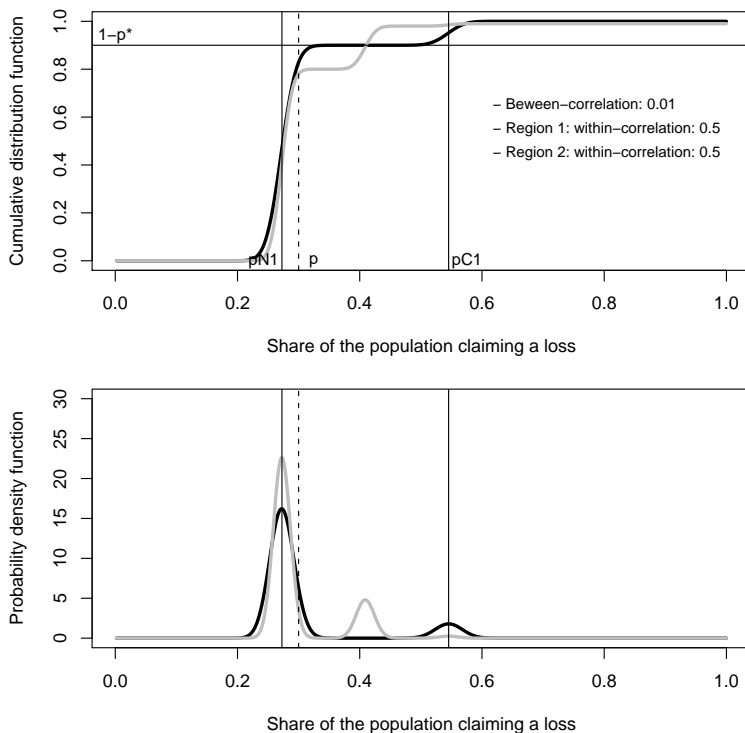 Cumulative distribution function
1.0
0.8
0.6
0.4
0.2
0.0
1−p*
− Beween−correlation: 0.01
− Region 1: within−correlation: 0.5
− Region 2: within−correlation: 0.5
pN1
p
pC1
0.0 0.2 0.4 0.6 0.8 1.0
Share of the population claiming a loss
Probability density function
30
25
20
15
10
5
0
0.0 0.2 0.4 0.6 0.8 1.0
Share of the population claiming a loss